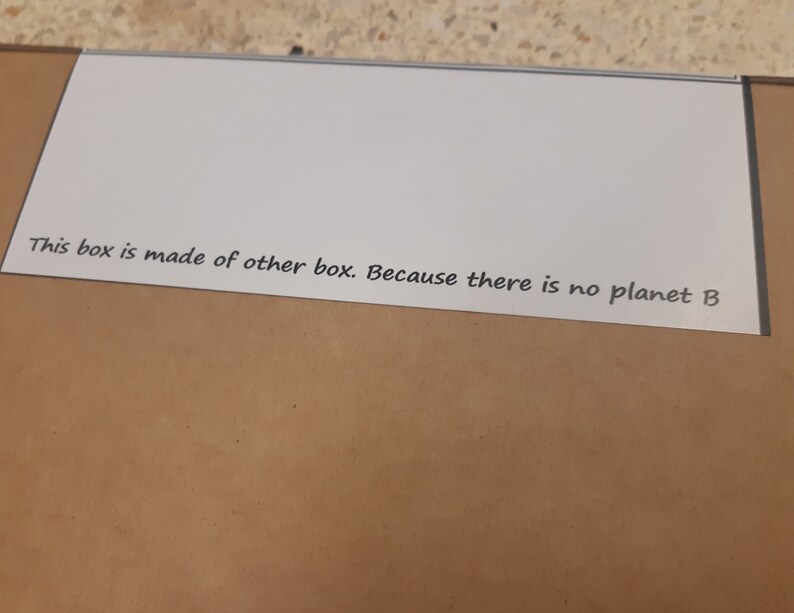 This box is made of other box. Because there is no planet B